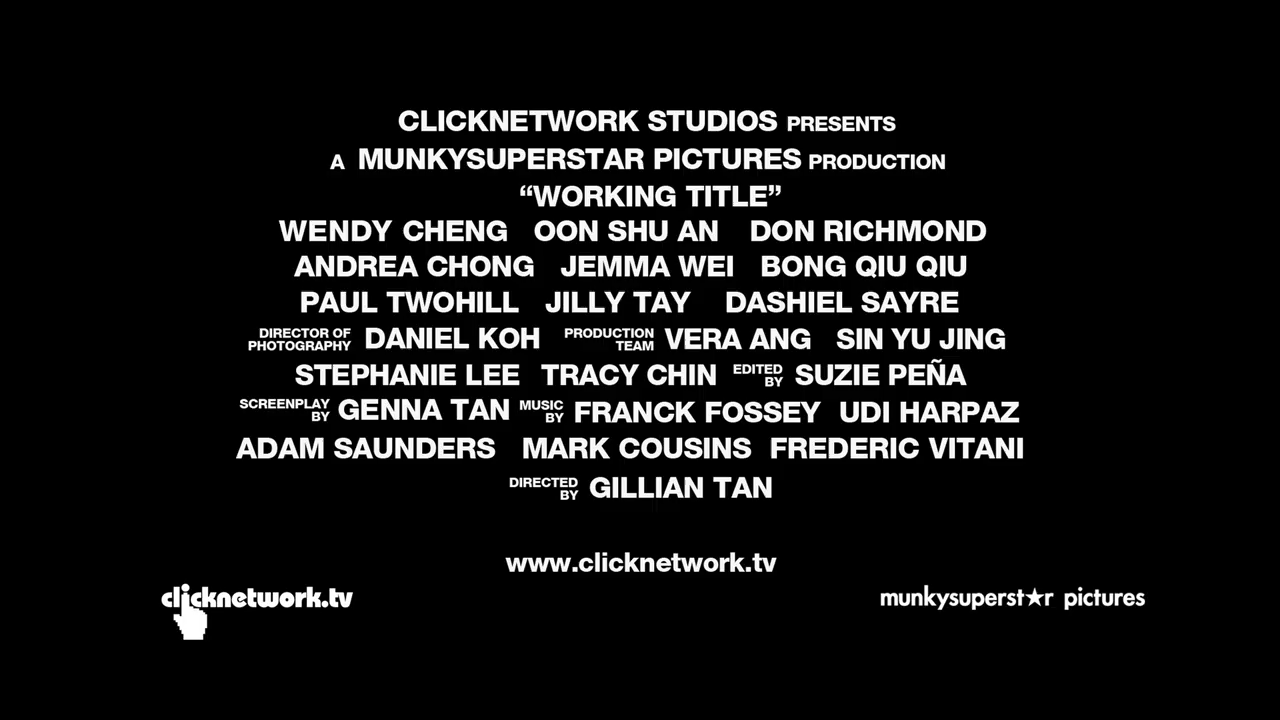 CLICKNETWORK STUDIOS PRESENTS
A MUNKYSUPERSTAR PICTURES PRODUCTION
“WORKING TITLE”
WENDY CHENG OON SHU AN DON RICHMOND
ANDREA CHONG JEMMA WEI BONG QIU QIU
PAUL TWOHILL JILLY TAY DASHIEL SAYRE
DIRECTOR OF PHOTOGRAPHY DANIEL KOH PRODUCTION TEAM VERA ANG SIN YU JING
STEPHANIE LEE TRACY CHIN EDITED BY SUZIE PEÑA
SCREENPLAY BY GENNA TAN MUSIC BY FRANCK FOSSEY UDI HARPAZ
ADAM SAUNDERS MARK COUSINS FREDERIC VITANI
DIRECTED BY GILLIAN TAN
www.clicknetwork.tv
clicknetwork.tv munkysuperst★r pictures